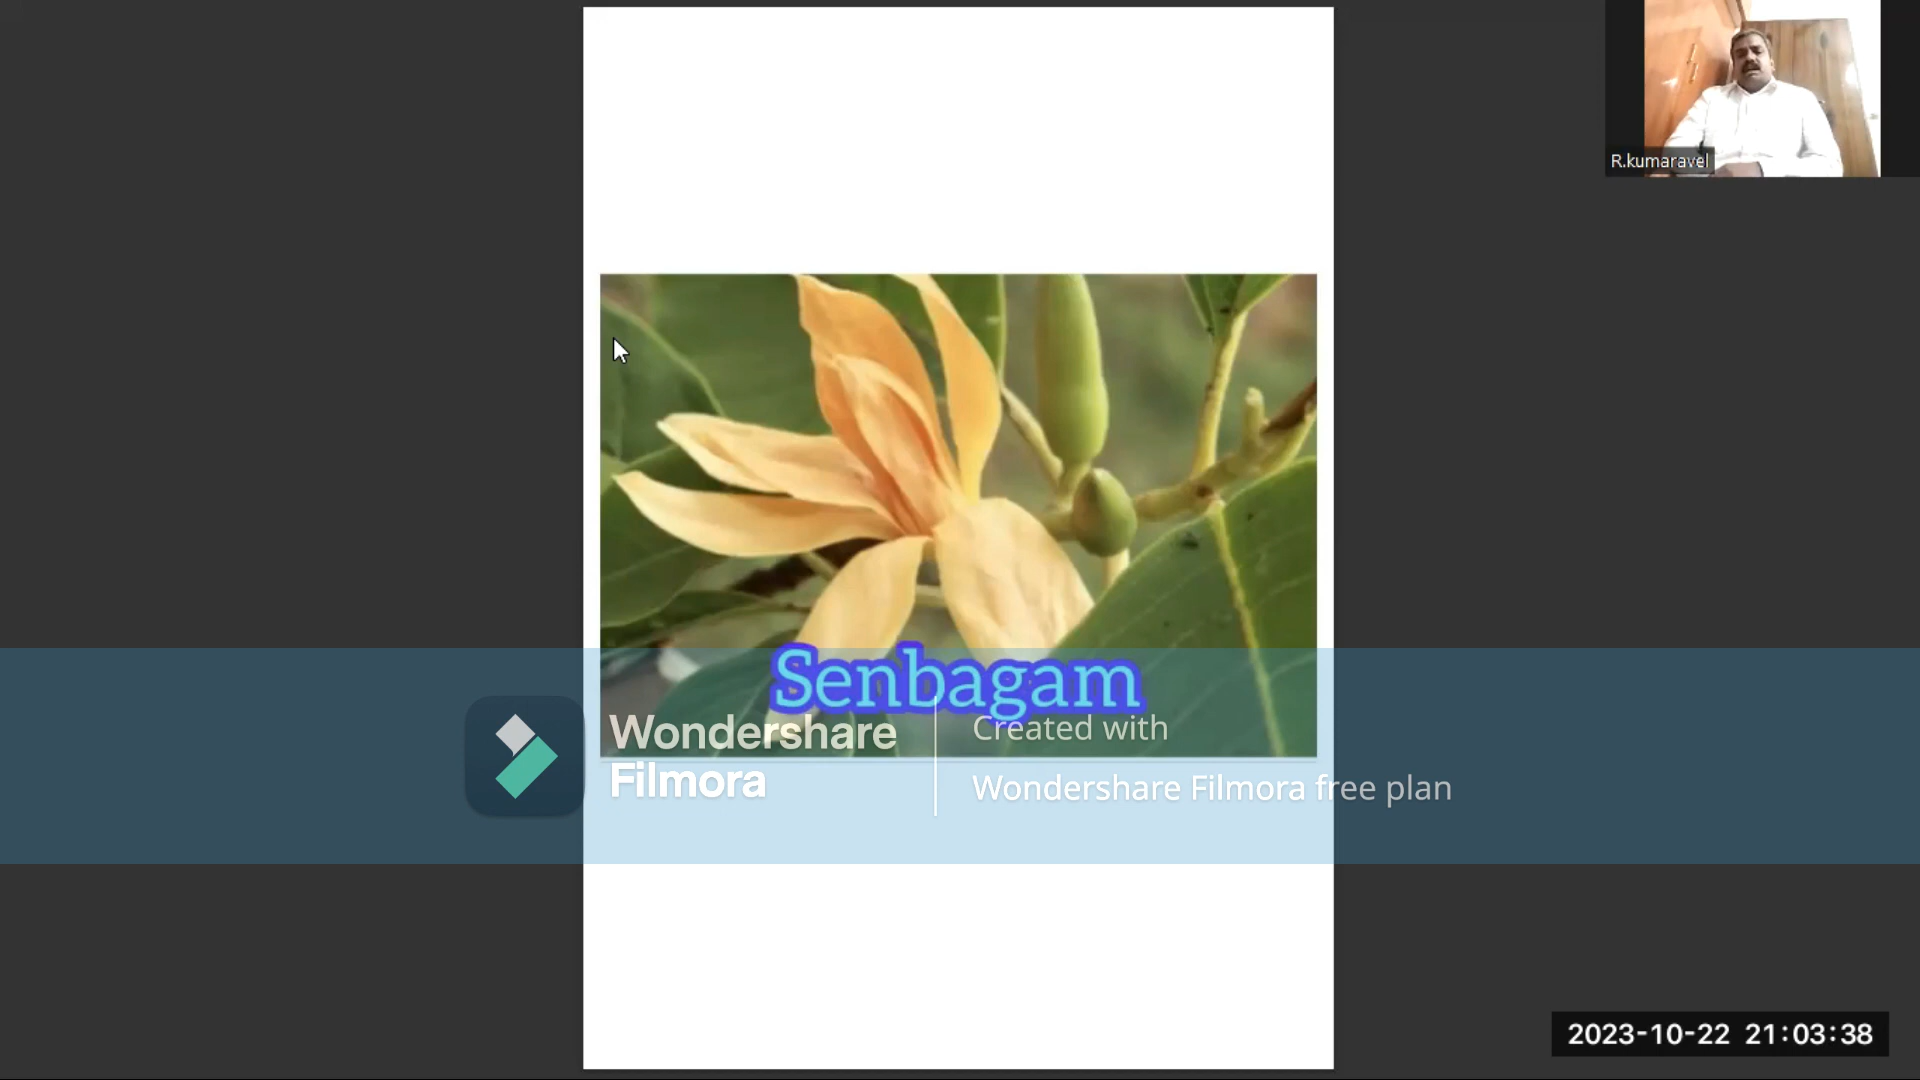 R.kumaravel
Senbagam
Wondershare
Filmora
Created with
Wondershare Filmora free plan
2023-10-22 21:03:38